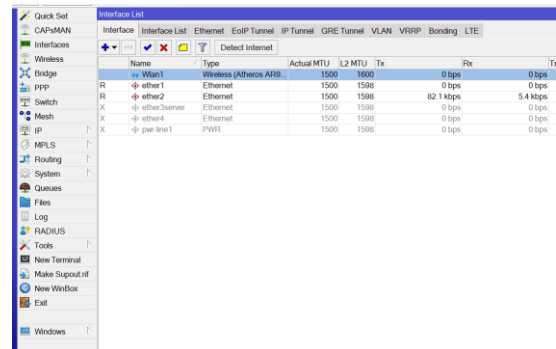 Quick Set
CAPsMAN
Interfaces
Wireless
Bridge
PPP
Switch
Mesh
IP
MPLS
Routing
System
Queues
Files
Log
RADIUS
Tools
New Terminal
Make Supout.rif
New WinBox
Exit
Windows
Interface List
Interface Interface List Ethernet EoIP Tunnel IP Tunnel GRE Tunnel VLAN VRRP Bonding LTE
Detect Internet
Name Type Actual MTU L2 MTU Tx Rx
Wlan1 Wireless (Atheros AR9... 1500 1600 0 bps 0 bps
R ether1 Ethernet 1500 1598 0 bps 0 bps
R ether2 Ethernet 1500 1598 82.1 kbps 5.4 kbps
X ether3server Ethernet 1500 1598 0 bps 0 bps
X ether4 Ethernet 1500 1598 0 bps 0 bps
X pwr-line1 PWR 1500 1598 0 bps 0 bps